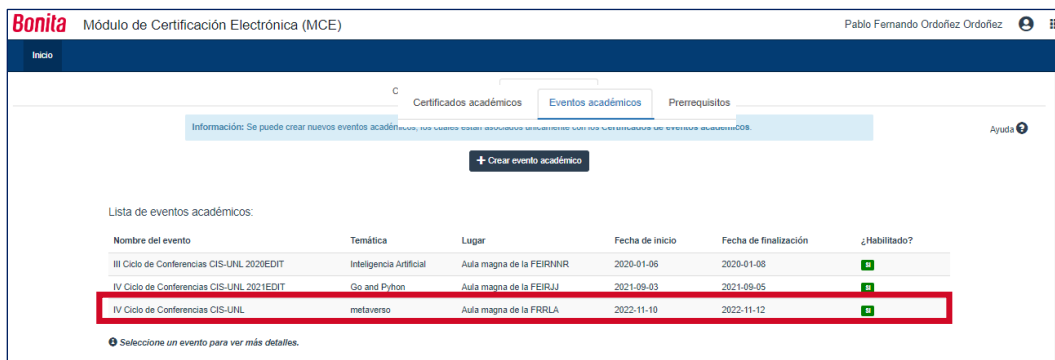 Bonita Módulo de Certificación Electrónica (MCE) Pablo Fernando Ordoñez Ordoñez
Inicio
Certificados académicos Eventos académicos Prerrequisitos
Información: Se puede crear nuevos eventos académicos, los cuales están asociados únicamente con los Certificados de eventos académicos.
Ayuda
+ Crear evento académico
Lista de eventos académicos:
Nombre del evento Temática Lugar Fecha de inicio Fecha de finalización ¿Habilitado?
III Ciclo de Conferencias CIS-UNL 2020EDIT Inteligencia Artificial Aula magna de la FEIRNNR 2020-01-06 2020-01-08 SI
IV Ciclo de Conferencias CIS-UNL 2021EDIT Go and Pyhon Aula magna de la FEIRJJ 2021-09-03 2021-09-05 SI
IV Ciclo de Conferencias CIS-UNL metaverso Aula magna de la FRRLA 2022-11-10 2022-11-12 SI
Seleccione un evento para ver más detalles.